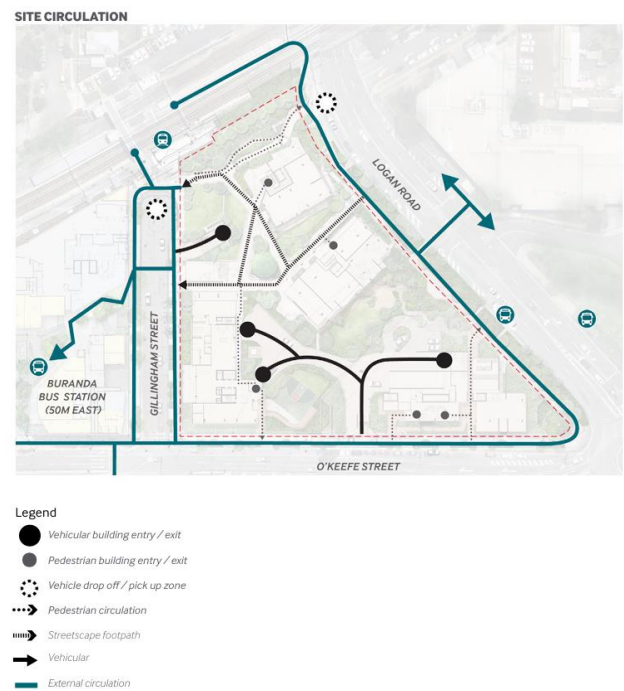 SITE CIRCULATION
LOGAN ROAD
GILLINGHAM STREET
BURANDA
BUS STATION
(50M EAST)
O'KEEFE STREET
Legend
Vehicular building entry / exit
Pedestrian building entry / exit
Vehicle drop off / pick up zone
Pedestrian circulation
Streetscape footpath
Vehicular
External circulation